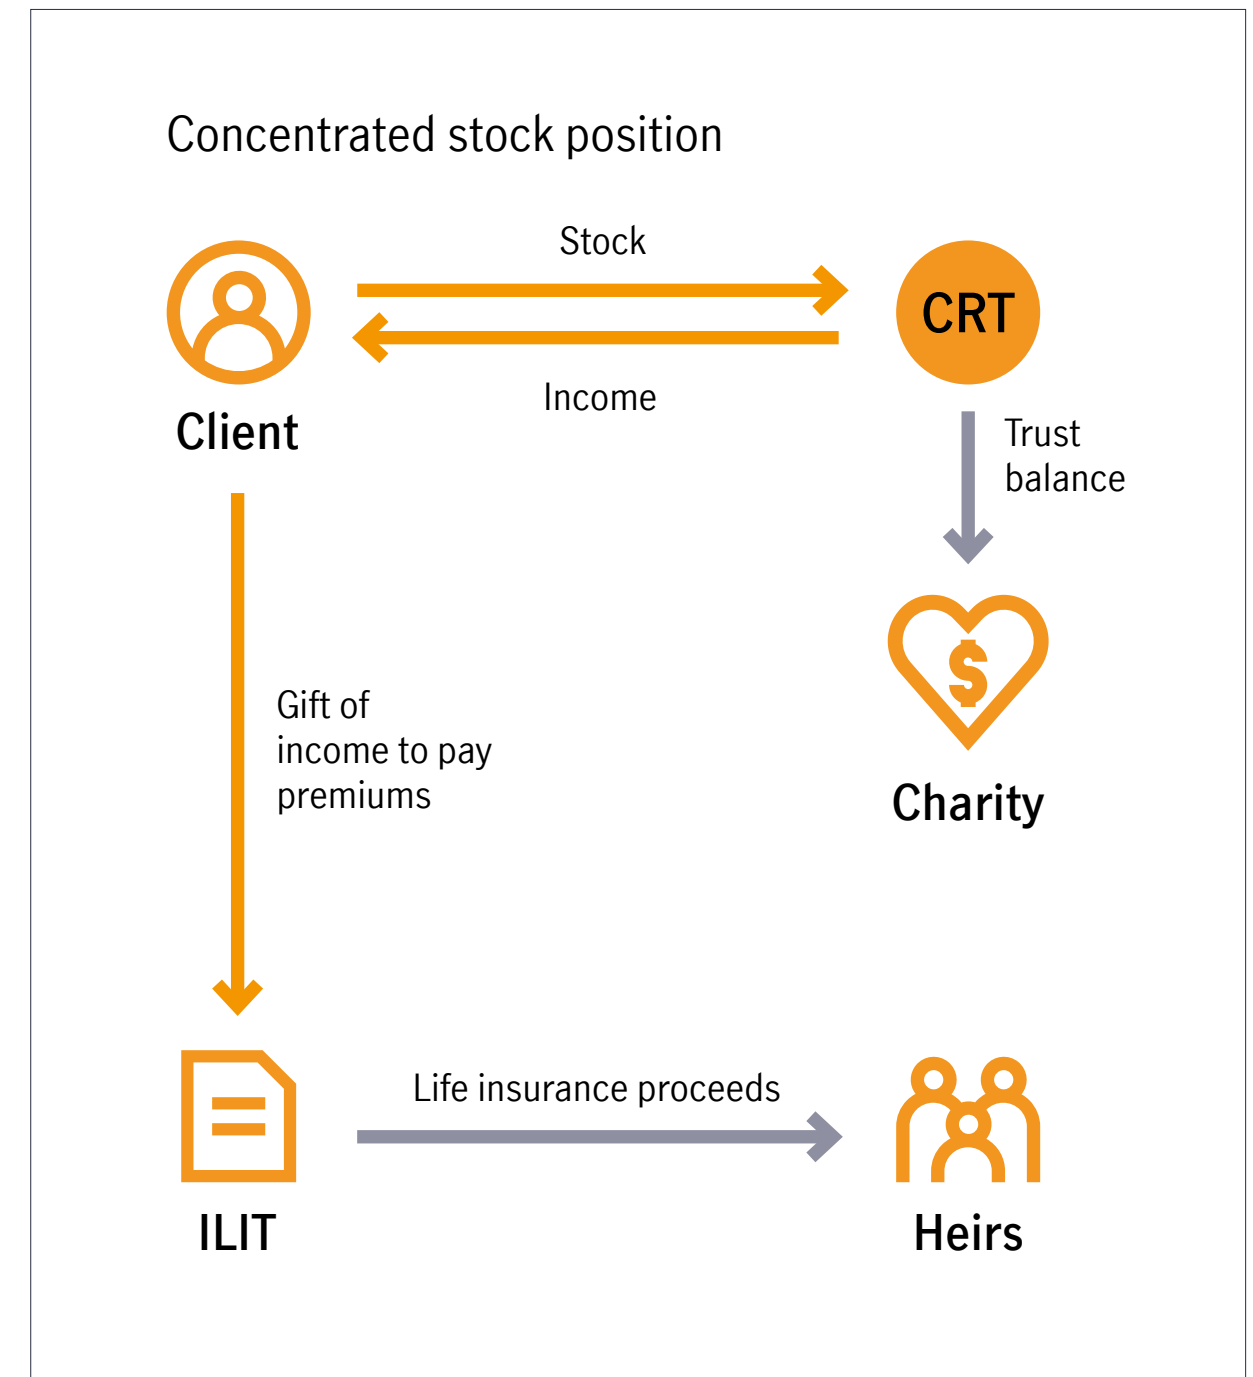 Concentrated stock position
Stock
CRT
Income
Client
Trust
balance
$
Gift of
income to pay
premiums
Charity
Life insurance proceeds
ILIT
Heirs